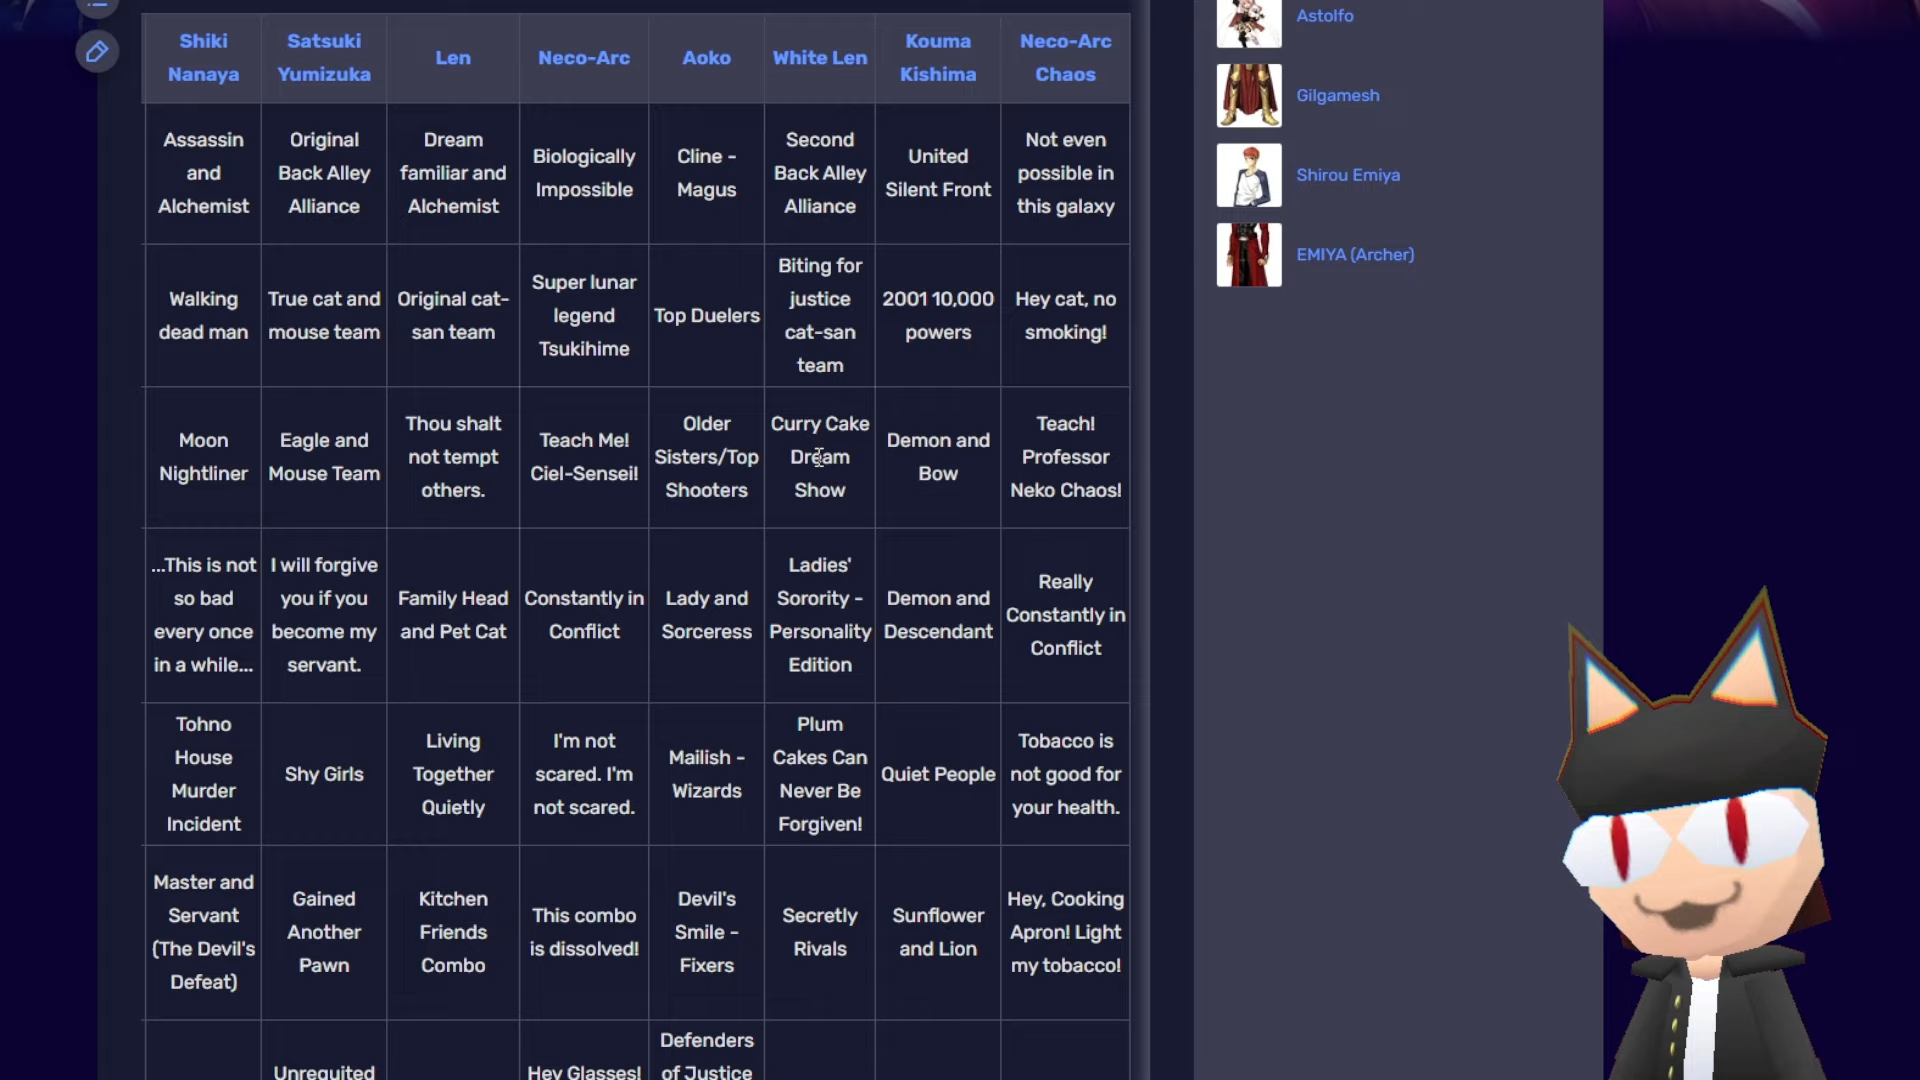 Shiki
Nanaya
Satsuki
Yumizuka
Len
Neco-Arc
Aoko
White Len
Kouma
Kishima
Neco-Arc
Chaos
Assassin
and
Alchemist
Original
Back Alley
Alliance
Dream
familiar and
Alchemist
Biologically
Impossible
Cline -
Magus
Second
Back Alley
Alliance
United
Silent Front
Not even
possible in
this galaxy
Walking
dead man
True cat and
mouse team
Original cat-
san team
Super lunar
legend
Tsukihime
Top Duelers
Biting for
justice
cat-san
team
2001 10,000
powers
Hey cat, no
smoking!
Moon
Nightliner
Eagle and
Mouse Team
Thou shalt
not tempt
others.
Teach Me!
Ciel-Sensei!
Older
Sisters/Top
Shooters
Curry Cake
Dream
Show
Demon and
Bow
Teach!
Professor
Neko Chaos!
...This is not
so bad
every once
in a while...
I will forgive
you if you
become my
servant.
Family Head
and Pet Cat
Constantly in
Conflict
Lady and
Sorceress
Ladies'
Sorority -
Personality
Edition
Demon and
Descendant
Really
Constantly in
Conflict
Tohno
House
Murder
Incident
Shy Girls
Living
Together
Quietly
I'm not
scared. I'm
not scared.
Mailish -
Wizards
Plum
Cakes Can
Never Be
Forgiven!
Quiet People
Tobacco is
not good for
your health.
Master and
Servant
(The Devil's
Defeat)
Gained
Another
Pawn
Kitchen
Friends
Combo
This combo
is dissolved!
Devil's
Smile -
Fixers
Secretly
Rivals
Sunflower
and Lion
Hey, Cooking
Apron! Light
my tobacco!
Unrequited
Hey Glasses!
Defenders
of Justice
Astolfo
Gilgamesh
Shirou Emiya
EMIYA (Archer)